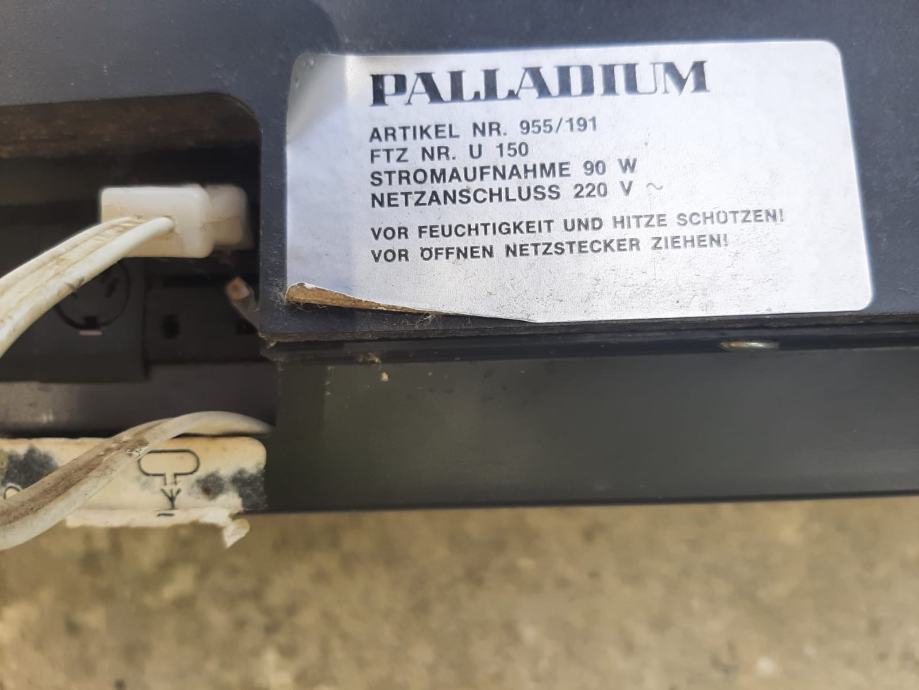 PALLADIUM
ARTIKEL NR. 955/191
FTZ NR. U 150
STROMAUFNAHME 90 W
NETZANSCHLUSS 220 V ~
VOR FEUCHTIGKEIT UND HITZE SCHÜTZEN!
VOR ÖFFNEN NETZSTECKER ZIEHEN!